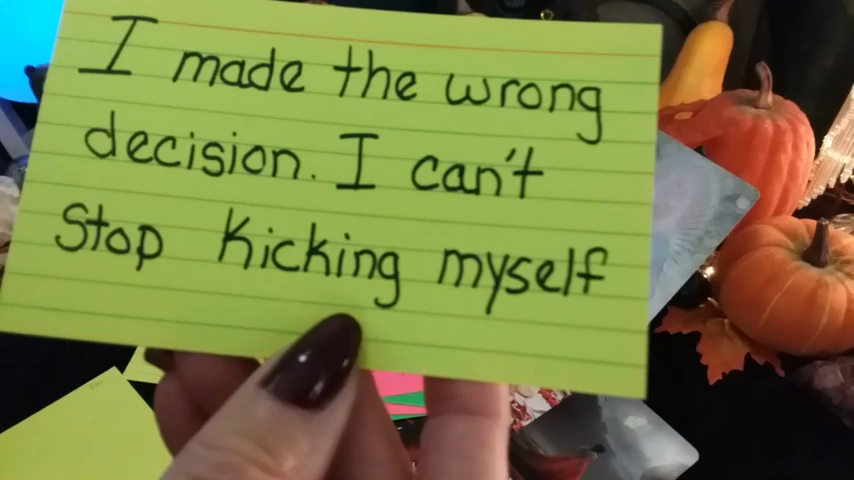 I made the wrong
decision. I can't
Stop Kicking myself